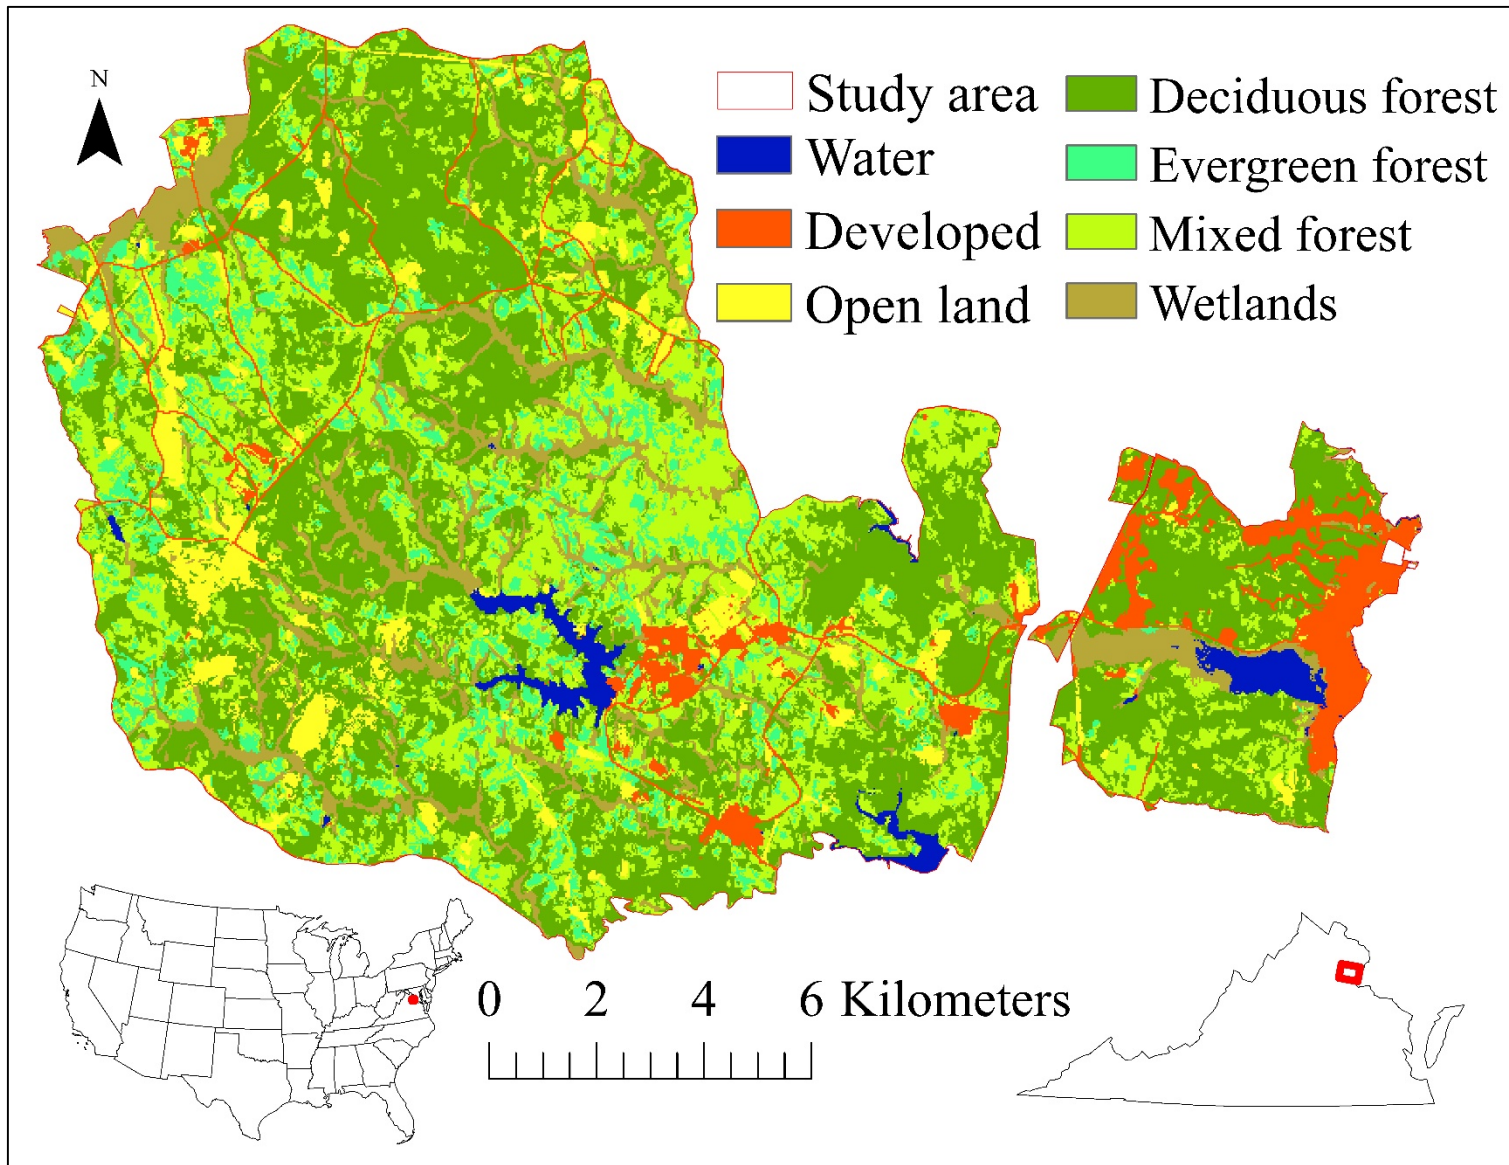 N
Study area
Water
Developed
Open land
Deciduous forest
Evergreen forest
Mixed forest
Wetlands
0 2 4 6 Kilometers